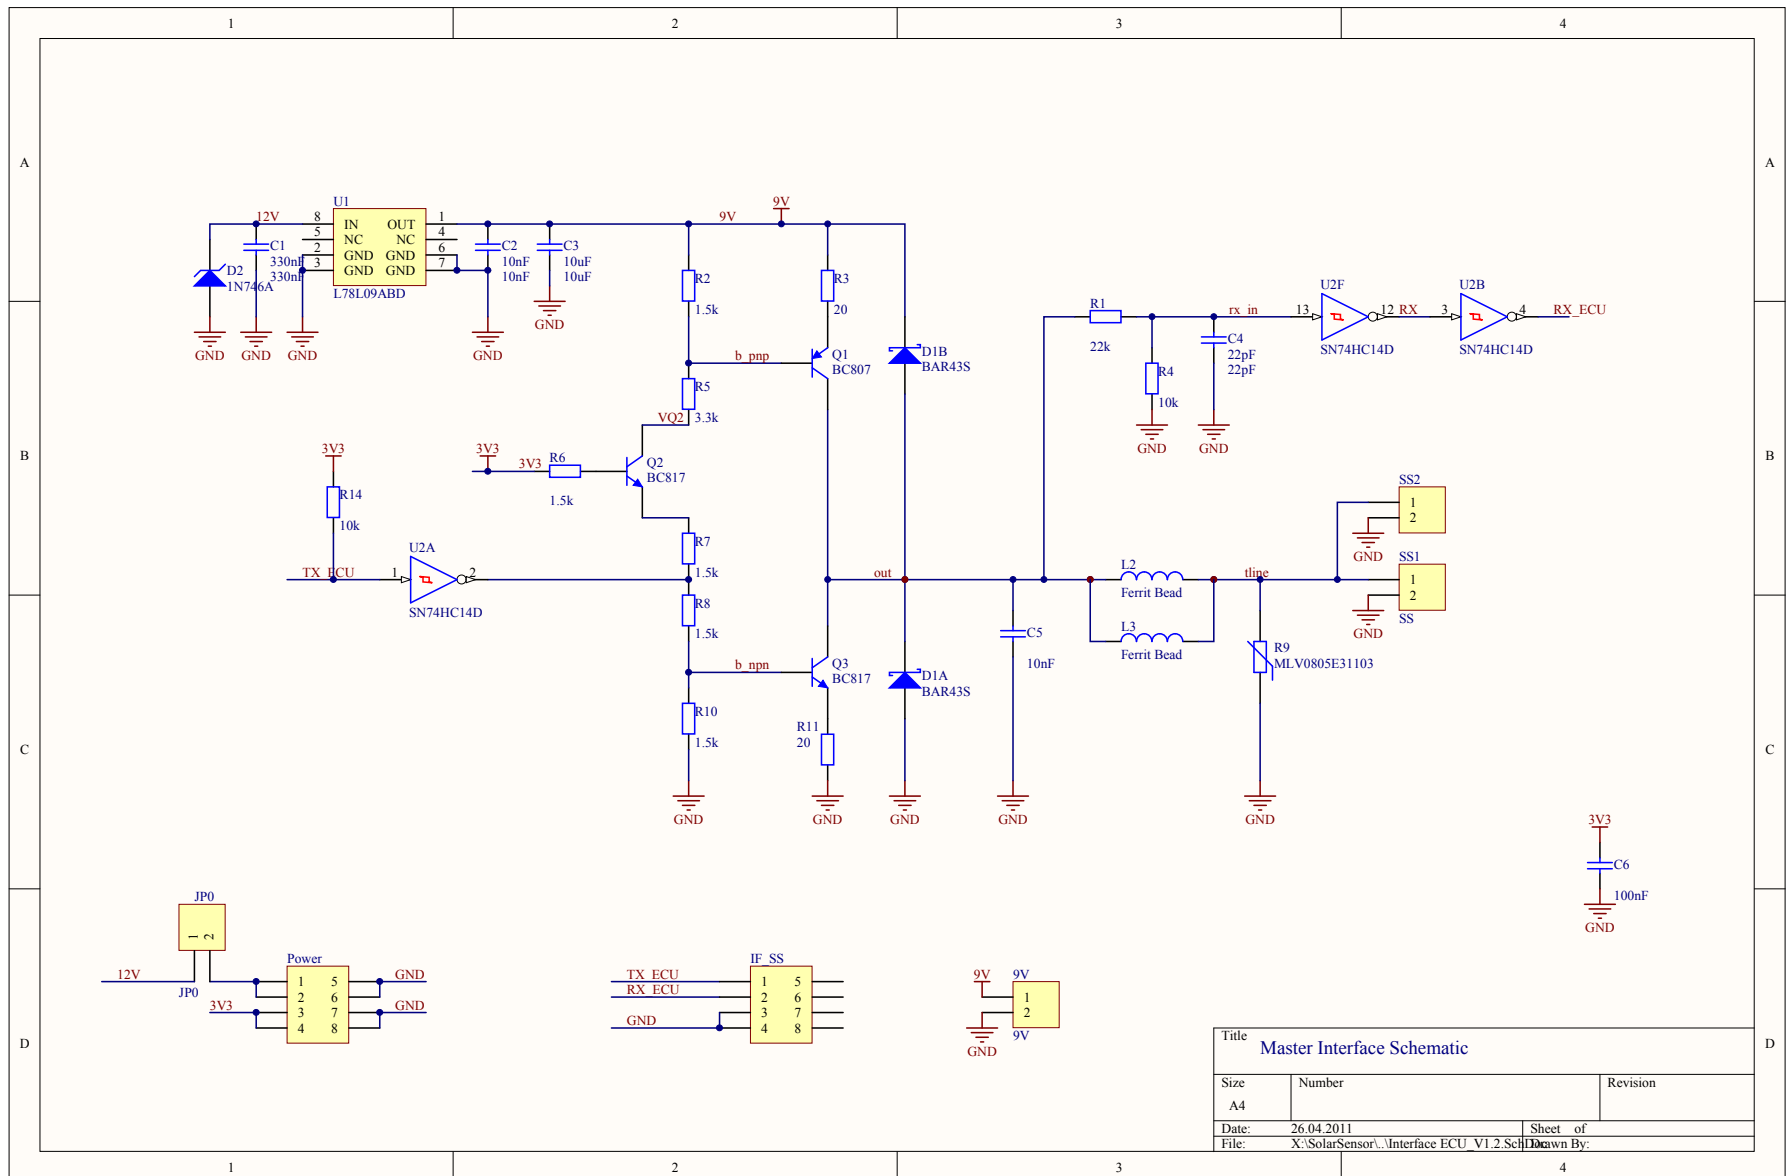 1 2 3 4
A A
U1
12V 8 IN OUT 1 9V 9V
5 NC NC 4
2 GND GND 6
3 GND GND 7
L78L09ABD
C1
330nF
330nF
D2
1N746A
C2
10nF
10nF
C3
10uF
10uF
GND GND GND GND GND
R2
1.5k
R3
20
b_pnp
Q1
BC807
D1B
BAR43S
R5
3.3k
VQ2
R1
22k
rx_in
R4
10k
C4
22pF
22pF
GND GND
U2F
13 12
SN74HC14D
RX
U2B
3 4
SN74HC14D
RX_ECU
B B
3V3
R14
10k
3V3
3V3
R6
1.5k
Q2
BC817
R7
1.5k
TX_ECU
U2A
1 2
SN74HC14D
R8
1.5k
out
L2
Ferrit Bead
L3
Ferrit Bead
tline
SS2
1
2
GND
SS1
1
2
SS
GND
C5
10nF
R9
MLV0805E31103
b_npn
Q3
BC817
D1A
BAR43S
R10
1.5k
R11
20
C C
GND GND GND GND GND
3V3
C6
100nF
GND
JP0
1 2
12V
JP0
Power
1 5 GND
2 6
3V3 3 7 GND
4 8
IF_SS
TX_ECU 1 5
RX_ECU 2 6
3 7
GND 4 8
9V 9V
1
2
GND 9V
D D
Title
Master Interface Schematic
Size Number Revision
A4
Date: 26.04.2011 Sheet of
File: X:\SolarSensor\..\Interface ECU_V1.2.SchDoc Drawn By:
1 2 3 4